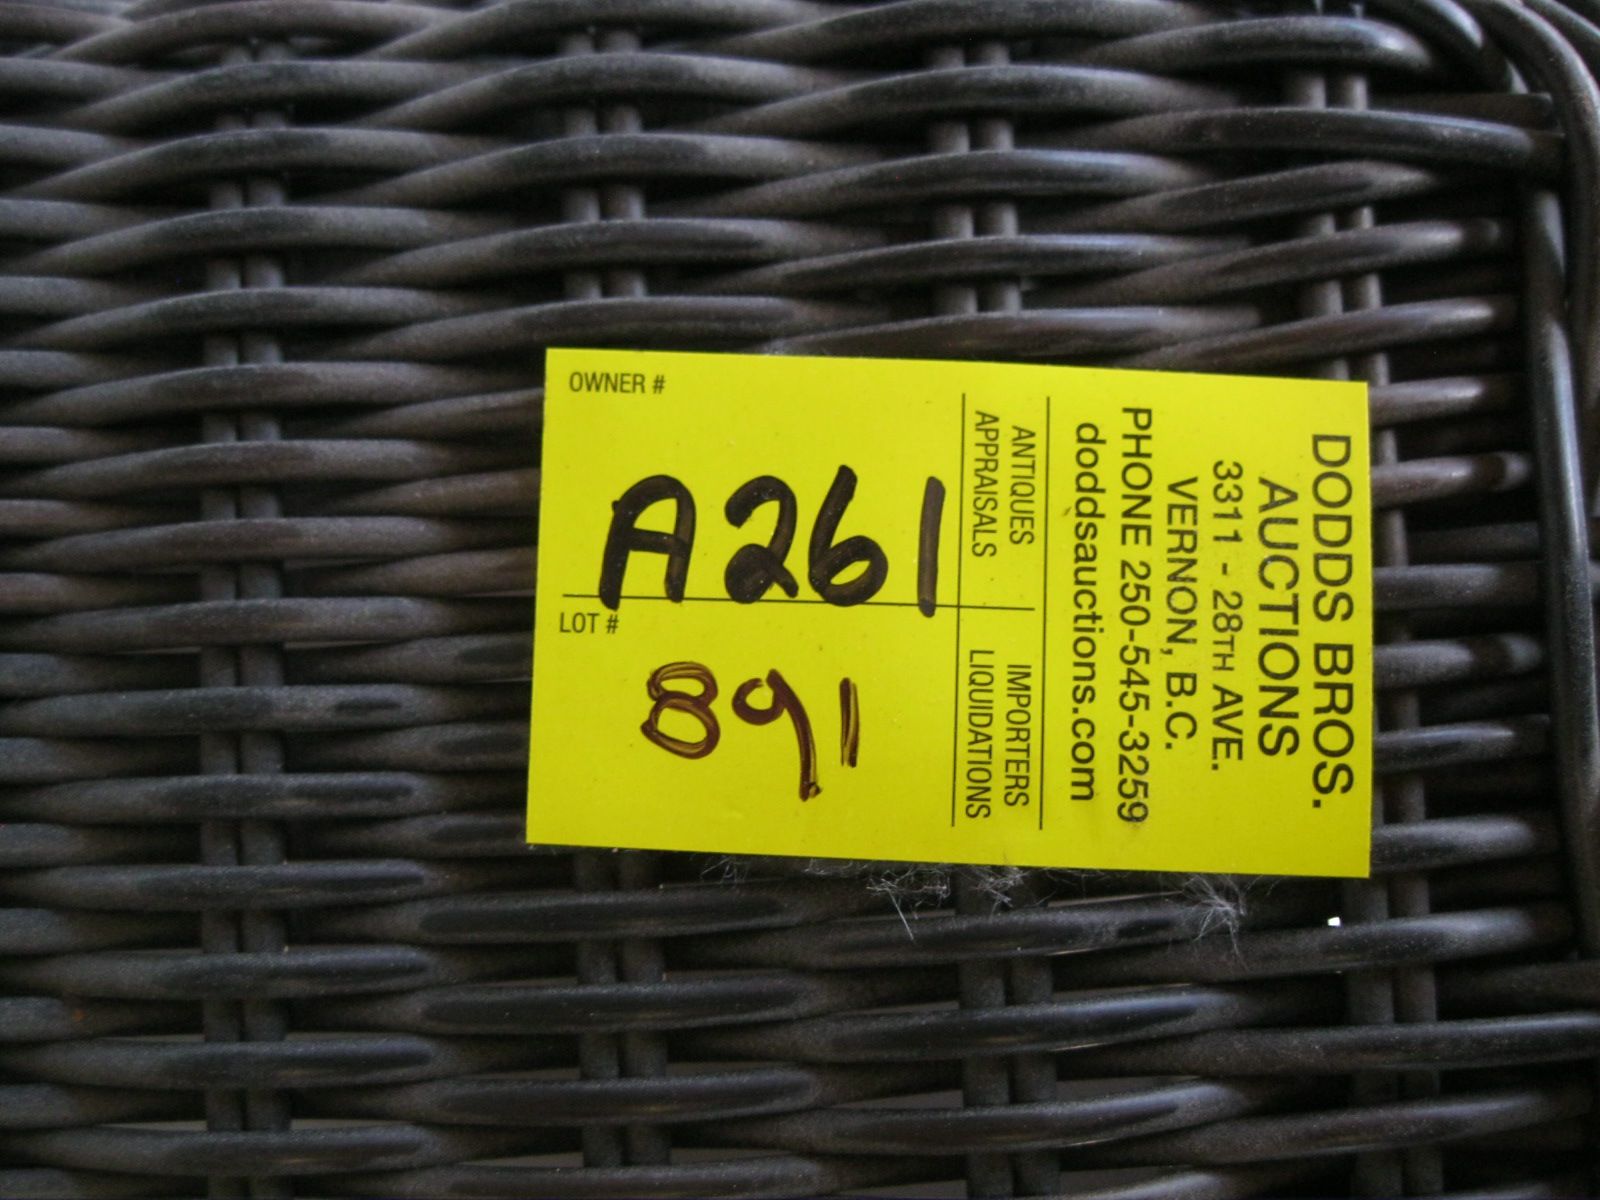 DODDS BROS.
AUCTIONS
3311 - 28TH AVE.
VERNON, B.C.
PHONE 250-545-3259
doddsauctions.com
ANTIQUES IMPORTERS
APPRAISALS LIQUIDATIONS
OWNER #
A261
LOT #
891